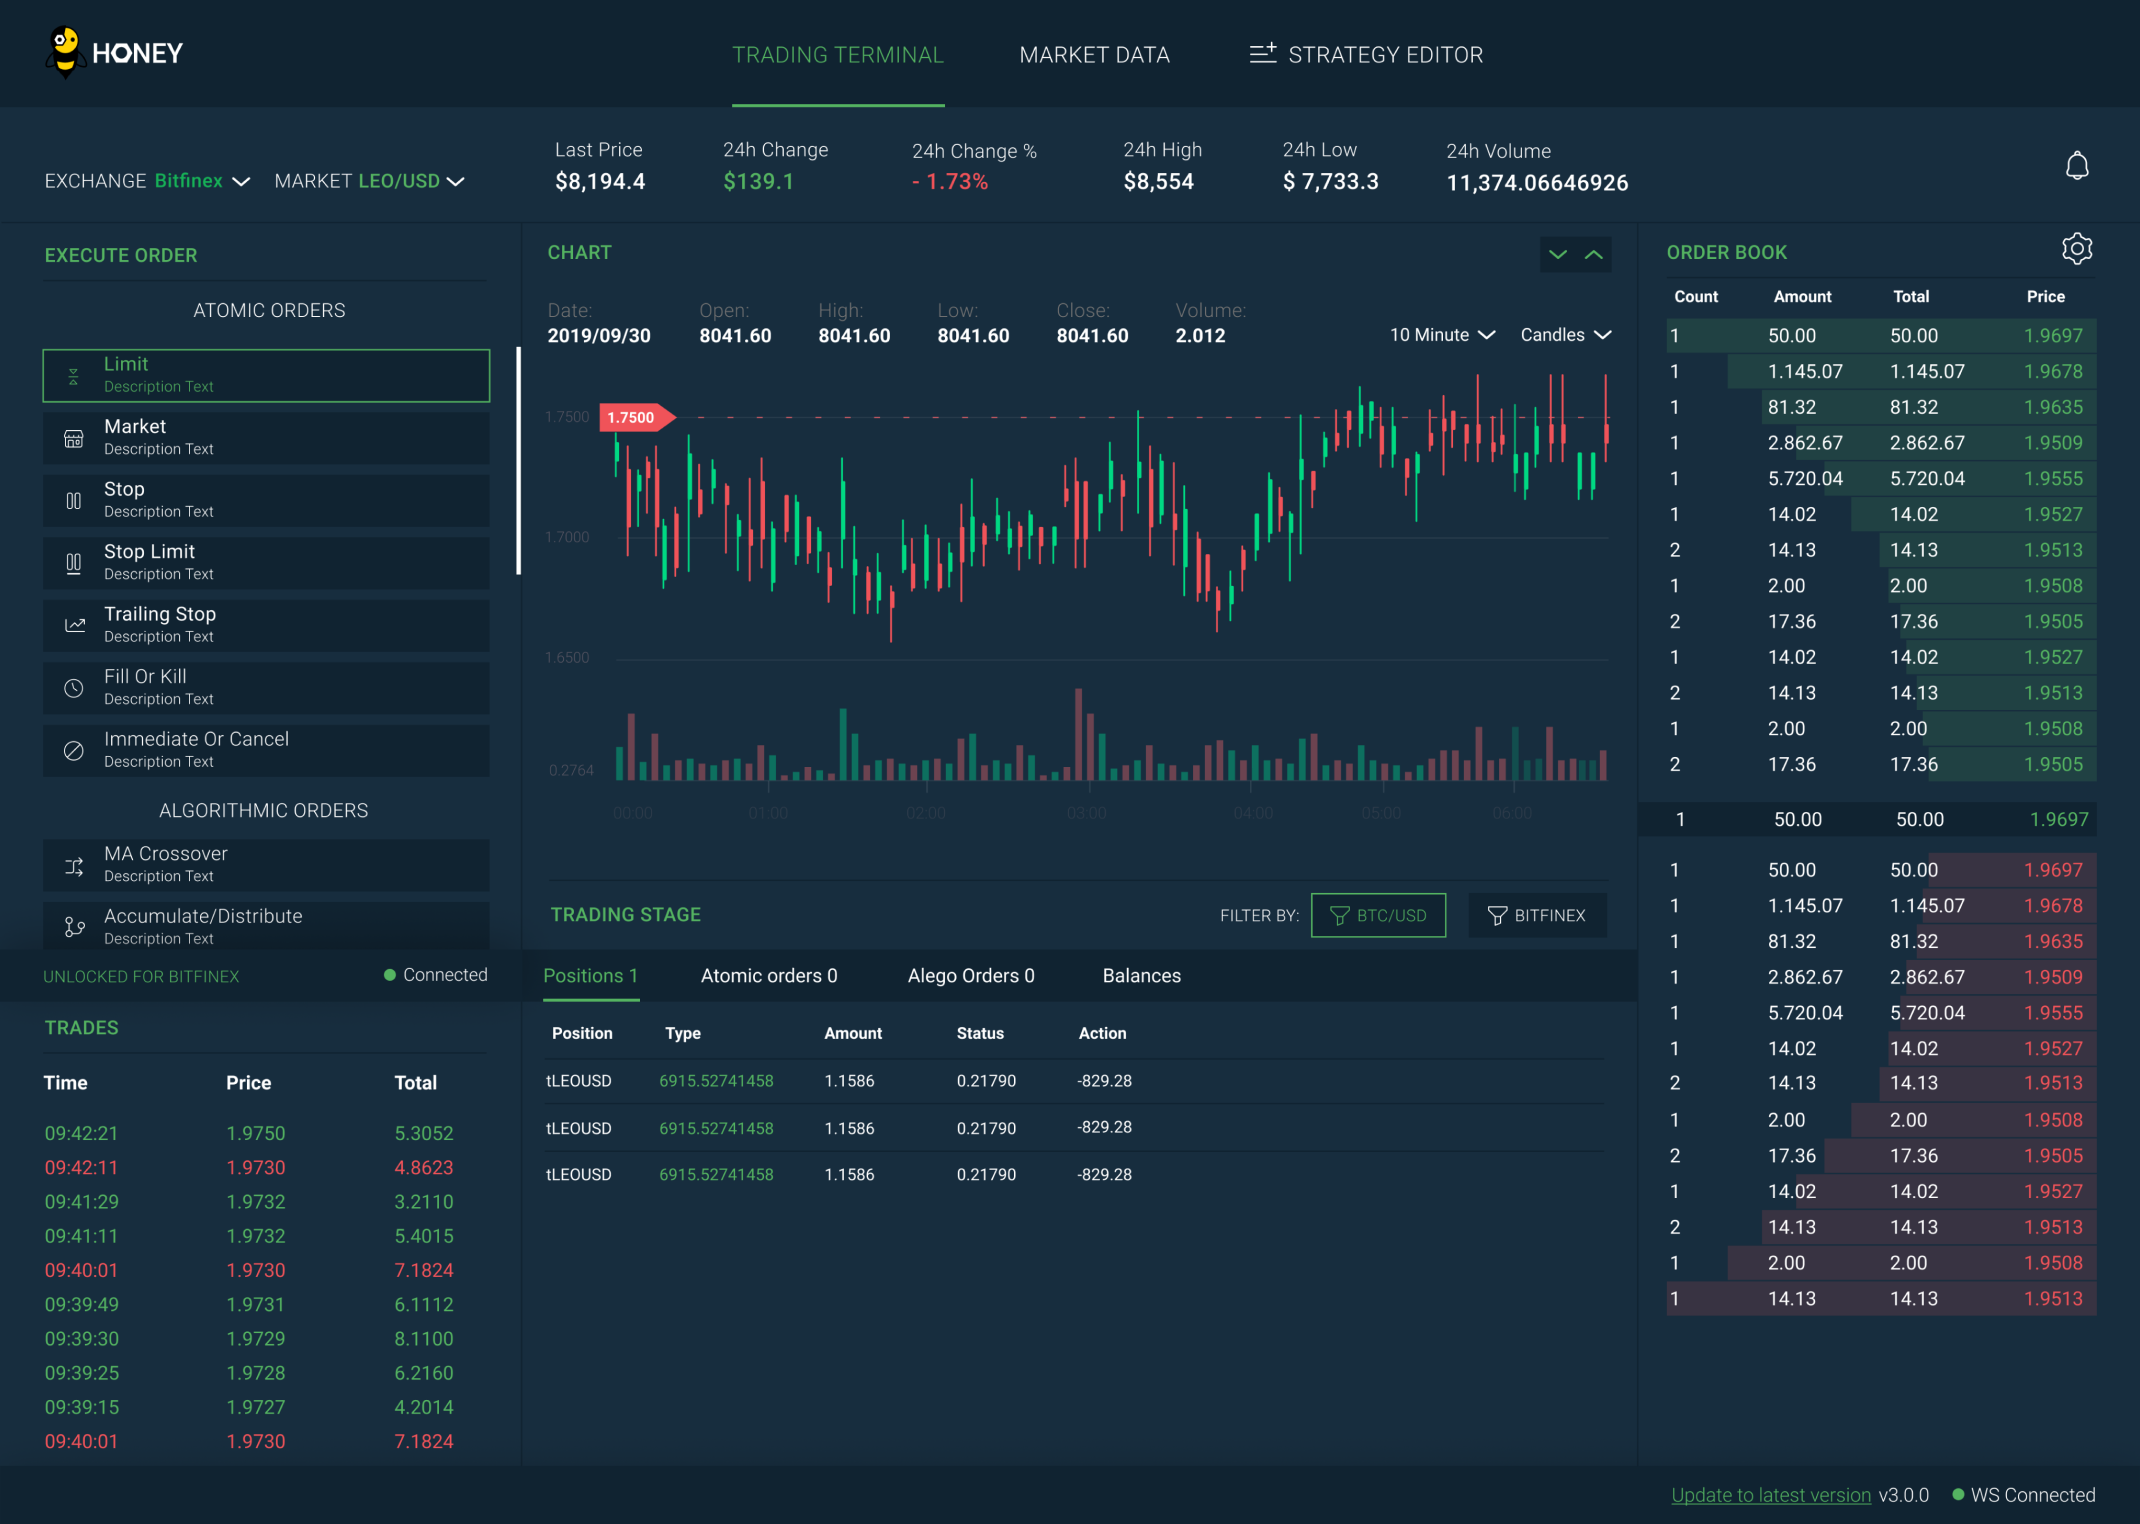 HONEY
TRADING TERMINAL
MARKET DATA
STRATEGY EDITOR
EXCHANGE Bitfinex
MARKET LEO/USD
Last Price
$8,194.4
24h Change
$139.1
24h Change %
- 1.73%
24h High
$8,554
24h Low
$ 7,733.3
24h Volume
11,374.06646926
EXECUTE ORDER
ATOMIC ORDERS
Limit
Description Text
Market
Description Text
Stop
Description Text
Stop Limit
Description Text
Trailing Stop
Description Text
Fill Or Kill
Description Text
Immediate Or Cancel
Description Text
ALGORITHMIC ORDERS
MA Crossover
Description Text
Accumulate/Distribute
Description Text
UNLOCKED FOR BITFINEX
Connected
TRADES
Time Price Total
09:42:21 1.9750 5.3052
09:42:11 1.9730 4.8623
09:41:29 1.9732 3.2110
09:41:11 1.9732 5.4015
09:40:01 1.9730 7.1824
09:39:49 1.9731 6.1112
09:39:30 1.9729 8.1100
09:39:25 1.9728 6.2160
09:39:15 1.9727 4.2014
09:40:01 1.9730 7.1824
CHART
Date: Open: High: Low: Close: Volume:
2019/09/30 8041.60 8041.60 8041.60 8041.60 2.012
10 Minute
Candles
1.7500
1.7500
1.7000
1.6500
0.2764
00:00 01:00 02:00 03:00 04:00 05:00 06:00
TRADING STAGE
FILTER BY: BTC/USD BITFINEX
Positions 1 Atomic orders 0 Alego Orders 0 Balances
Position Type Amount Status Action
tLEOUSD 6915.52741458 1.1586 0.21790 -829.28
tLEOUSD 6915.52741458 1.1586 0.21790 -829.28
tLEOUSD 6915.52741458 1.1586 0.21790 -829.28
ORDER BOOK
Count Amount Total Price
1 50.00 50.00 1.9697
1 1.145.07 1.145.07 1.9678
1 81.32 81.32 1.9635
1 2.862.67 2.862.67 1.9509
1 5.720.04 5.720.04 1.9555
1 14.02 14.02 1.9527
2 14.13 14.13 1.9513
1 2.00 2.00 1.9508
2 17.36 17.36 1.9505
1 14.02 14.02 1.9527
2 14.13 14.13 1.9513
1 2.00 2.00 1.9508
2 17.36 17.36 1.9505
1 50.00 50.00 1.9697
1 50.00 50.00 1.9697
1 1.145.07 1.145.07 1.9678
1 81.32 81.32 1.9635
1 2.862.67 2.862.67 1.9509
1 5.720.04 5.720.04 1.9555
1 14.02 14.02 1.9527
2 14.13 14.13 1.9513
1 2.00 2.00 1.9508
2 17.36 17.36 1.9505
1 14.02 14.02 1.9527
2 14.13 14.13 1.9513
1 2.00 2.00 1.9508
1 14.13 14.13 1.9513
Update to latest version v3.0.0
WS Connected